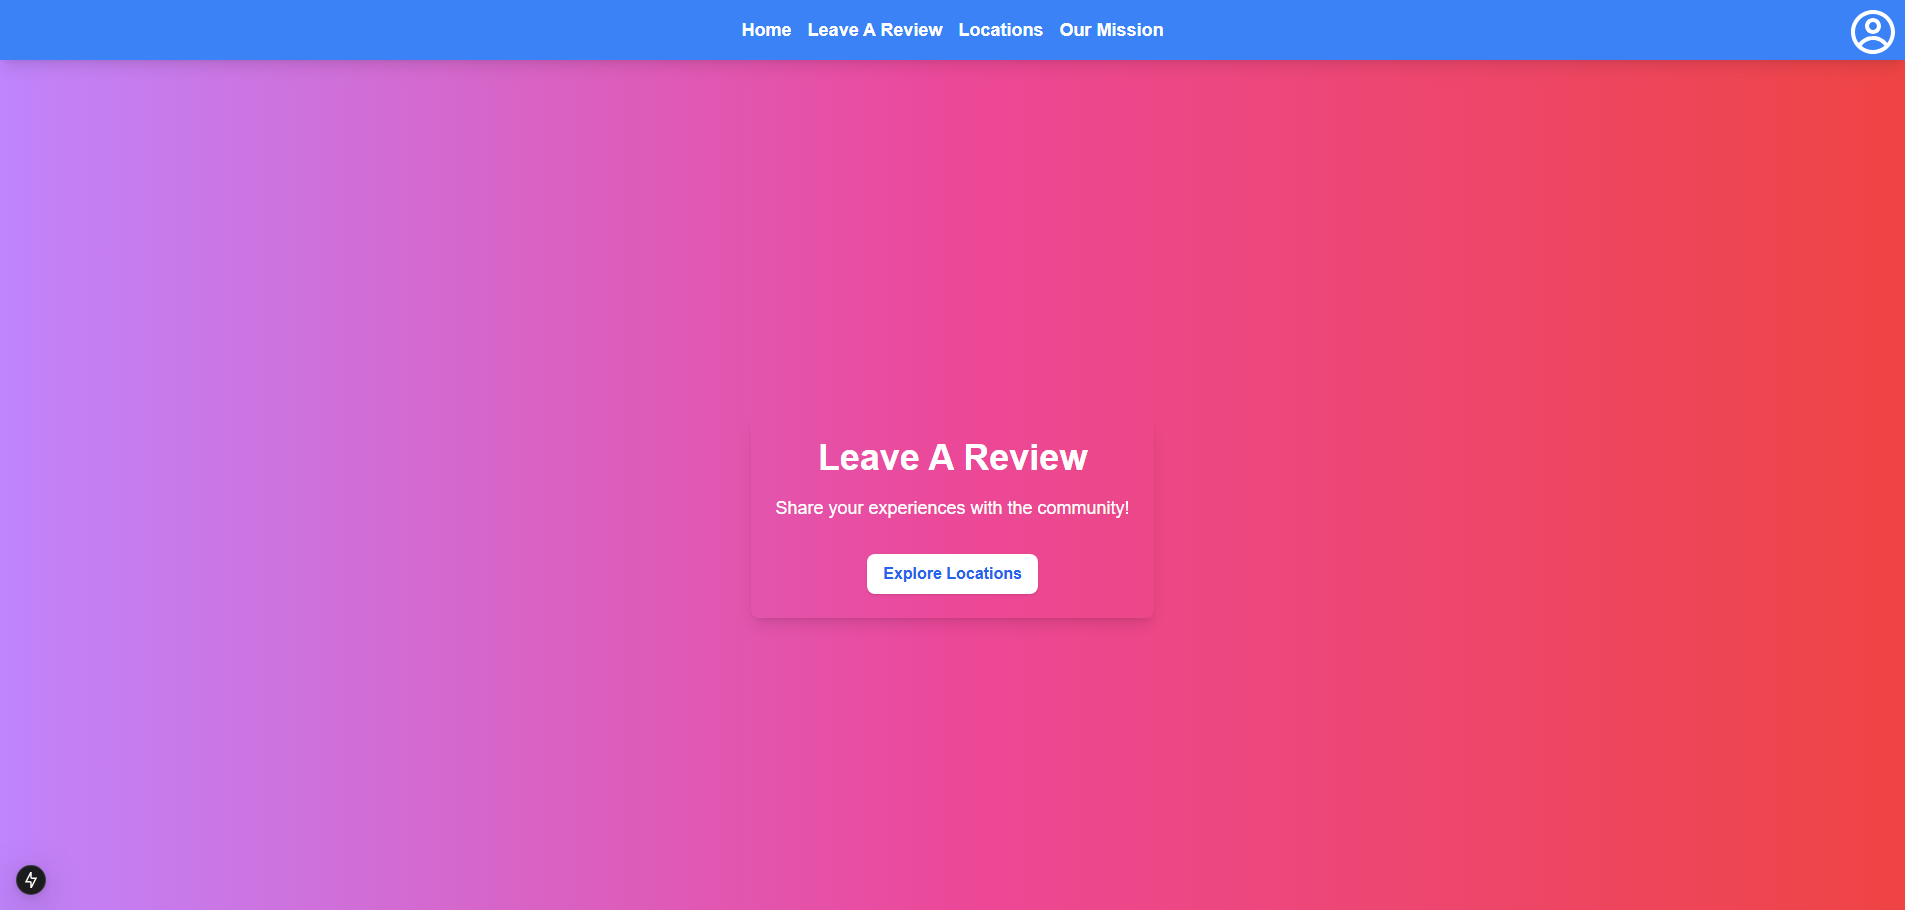 Home Leave A Review Locations Our Mission
Leave A Review
Share your experiences with the community!
Explore Locations